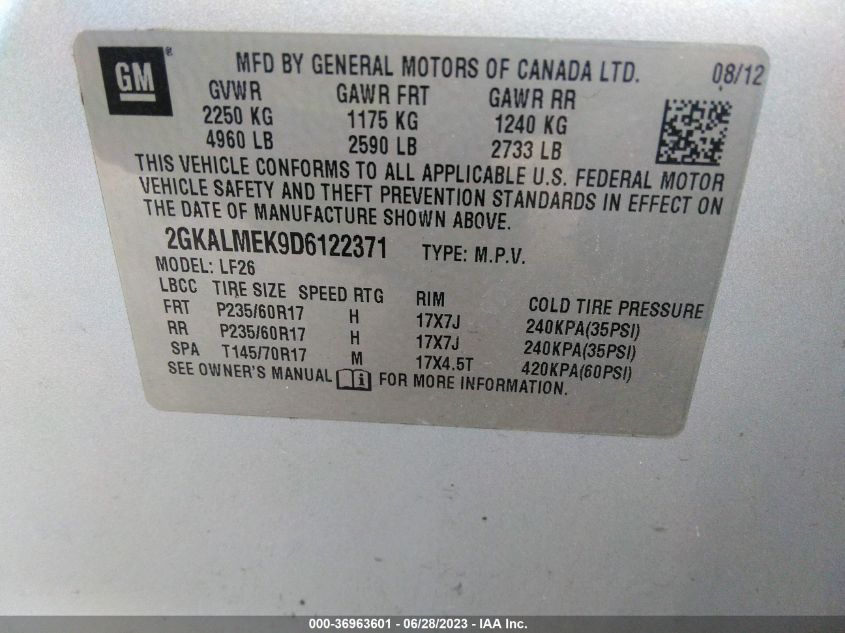 GM
®
MFD BY GENERAL MOTORS OF CANADA LTD. 08/12
GVWR GAWR FRT GAWR RR
2250 KG 1175 KG 1240 KG
4960 LB 2590 LB 2733 LB
THIS VEHICLE CONFORMS TO ALL APPLICABLE U.S. FEDERAL MOTOR
VEHICLE SAFETY AND THEFT PREVENTION STANDARDS IN EFFECT ON
THE DATE OF MANUFACTURE SHOWN ABOVE.
2GKALMEK9D6122371 TYPE: M.P.V.
MODEL: LF26
LBCC TIRE SIZE SPEED RTG RIM COLD TIRE PRESSURE
FRT P235/60R17 H 17X7J 240KPA(35PSI)
RR P235/60R17 H 17X7J 240KPA(35PSI)
SPA T145/70R17 M 17X4.5T 420KPA(60PSI)
SEE OWNER'S MANUAL FOR MORE INFORMATION.
000-36963601 - 06/28/2023 - IAA Inc.